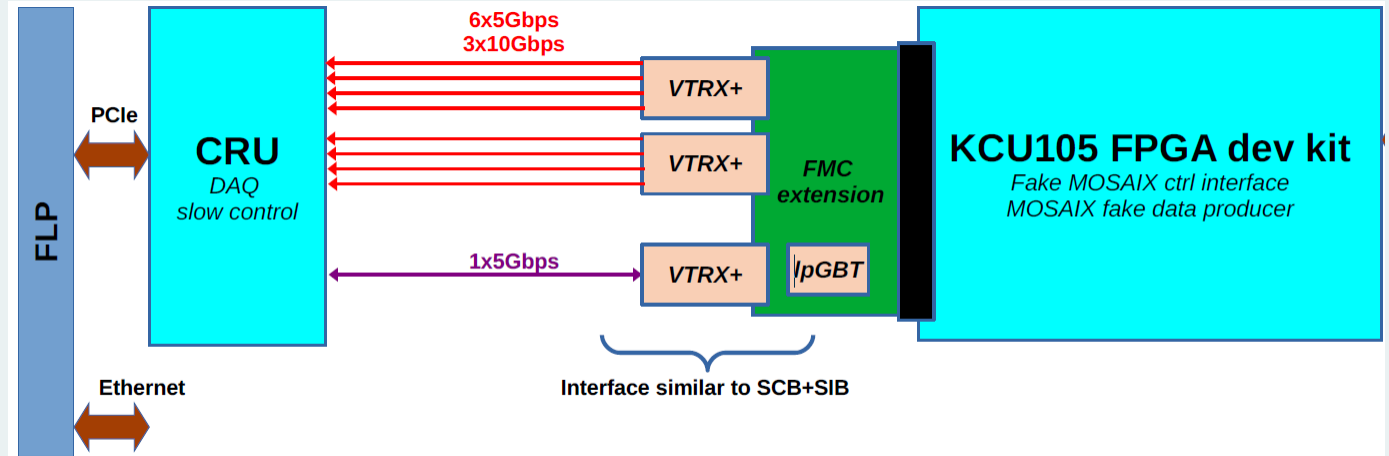 6x5Gbps
3x10Gbps
PCIe
FLP
CRU
DAQ
slow control
VTRX+
VTRX+
FMC
extension
KCU105 FPGA dev kit
Fake MOSAIX ctrl interface
MOSAIX fake data producer
1x5Gbps
VTRX+
lpGBT
Interface similar to SCB+SIB
Ethernet